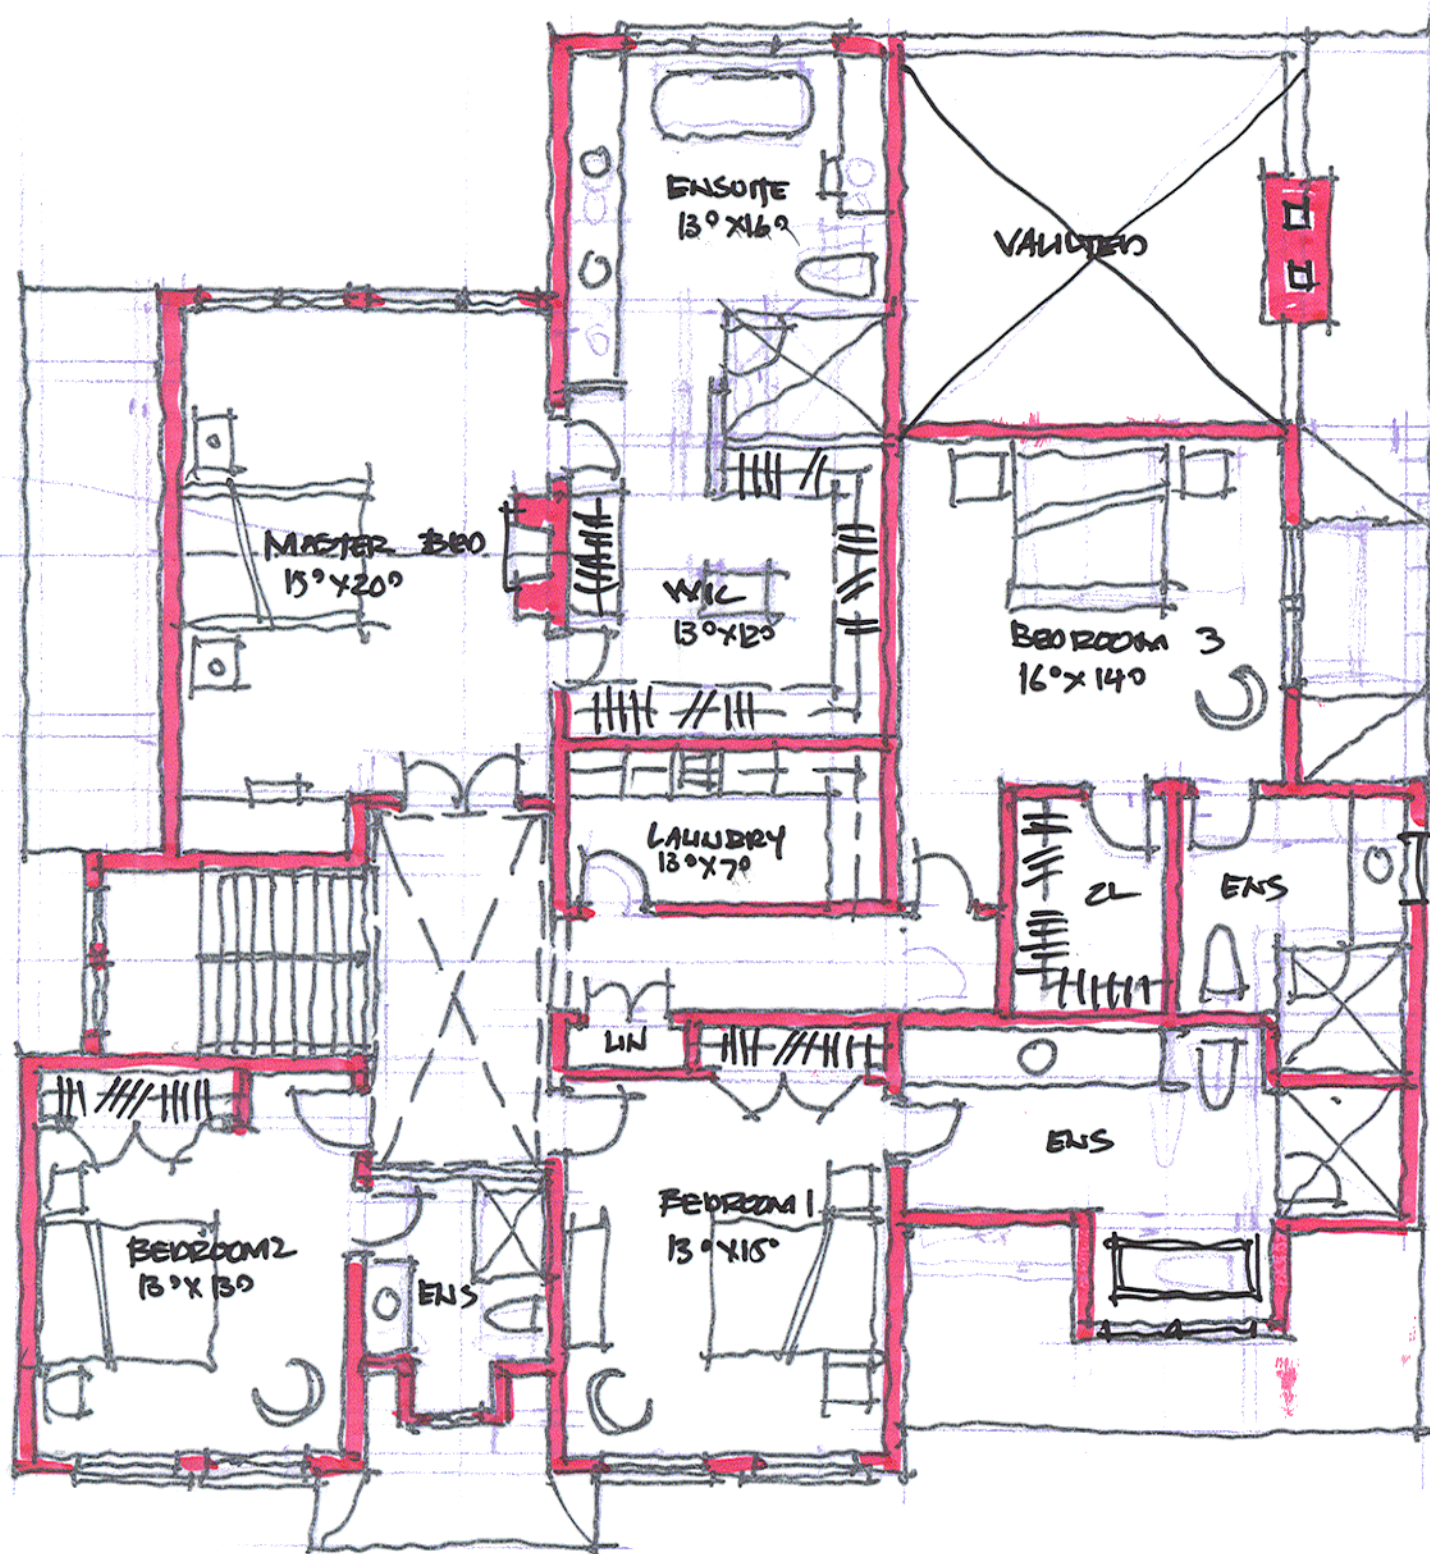 ENSUITE
13⁰ X 16⁰
VAULTED
MASTER BED
15⁰ X 20⁰
WIC
13⁰ X 12⁰
BEDROOM 3
16⁰ X 14⁰
LAUNDRY
13⁰ X 7⁰
ENS
LIN
ENS
BEDROOM 1
13⁰ X 15⁰
BEDROOM 2
13⁰ X 13⁰
ENS